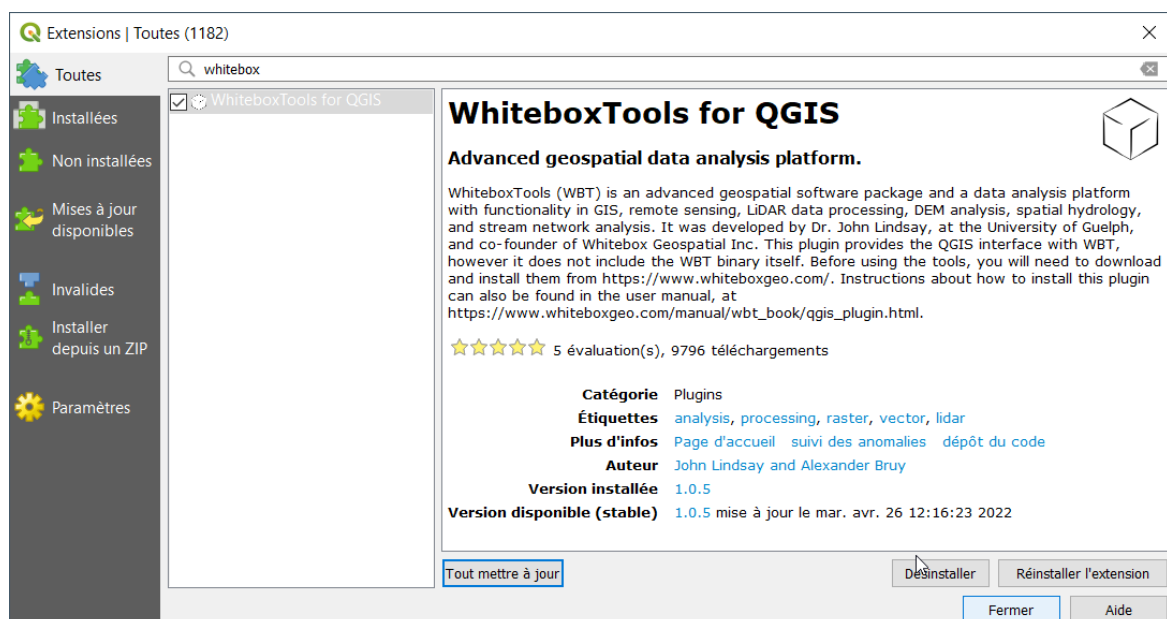 Extensions | Toutes (1182)
whitebox
Toutes
Installées
Non installées
Mises à jour
disponibles
Invalides
Installer
depuis un ZIP
Paramètres
WhiteboxTools for QGIS
WhiteboxTools for QGIS
Advanced geospatial data analysis platform.
WhiteboxTools (WBT) is an advanced geospatial software package and a data analysis platform
with functionality in GIS, remote sensing, LiDAR data processing, DEM analysis, spatial hydrology,
and stream network analysis. It was developed by Dr. John Lindsay, at the University of Guelph,
and co-founder of Whitebox Geospatial Inc. This plugin provides the QGIS interface with WBT,
however it does not include the WBT binary itself. Before using the tools, you will need to download
and install them from https://www.whiteboxgeo.com/. Instructions about how to install this plugin
can also be found in the user manual, at
https://www.whiteboxgeo.com/manual/wbt_book/qgis_plugin.html.
5 évaluation(s), 9796 téléchargements
Catégorie Plugins
Étiquettes analysis, processing, raster, vector, lidar
Plus d'infos Page d'accueil suivi des anomalies dépôt du code
Auteur John Lindsay and Alexander Bruy
Version installée 1.0.5
Version disponible (stable) 1.0.5 mise à jour le mar. avr. 26 12:16:23 2022
Tout mettre à jour Désinstaller Réinstaller l'extension
Fermer Aide